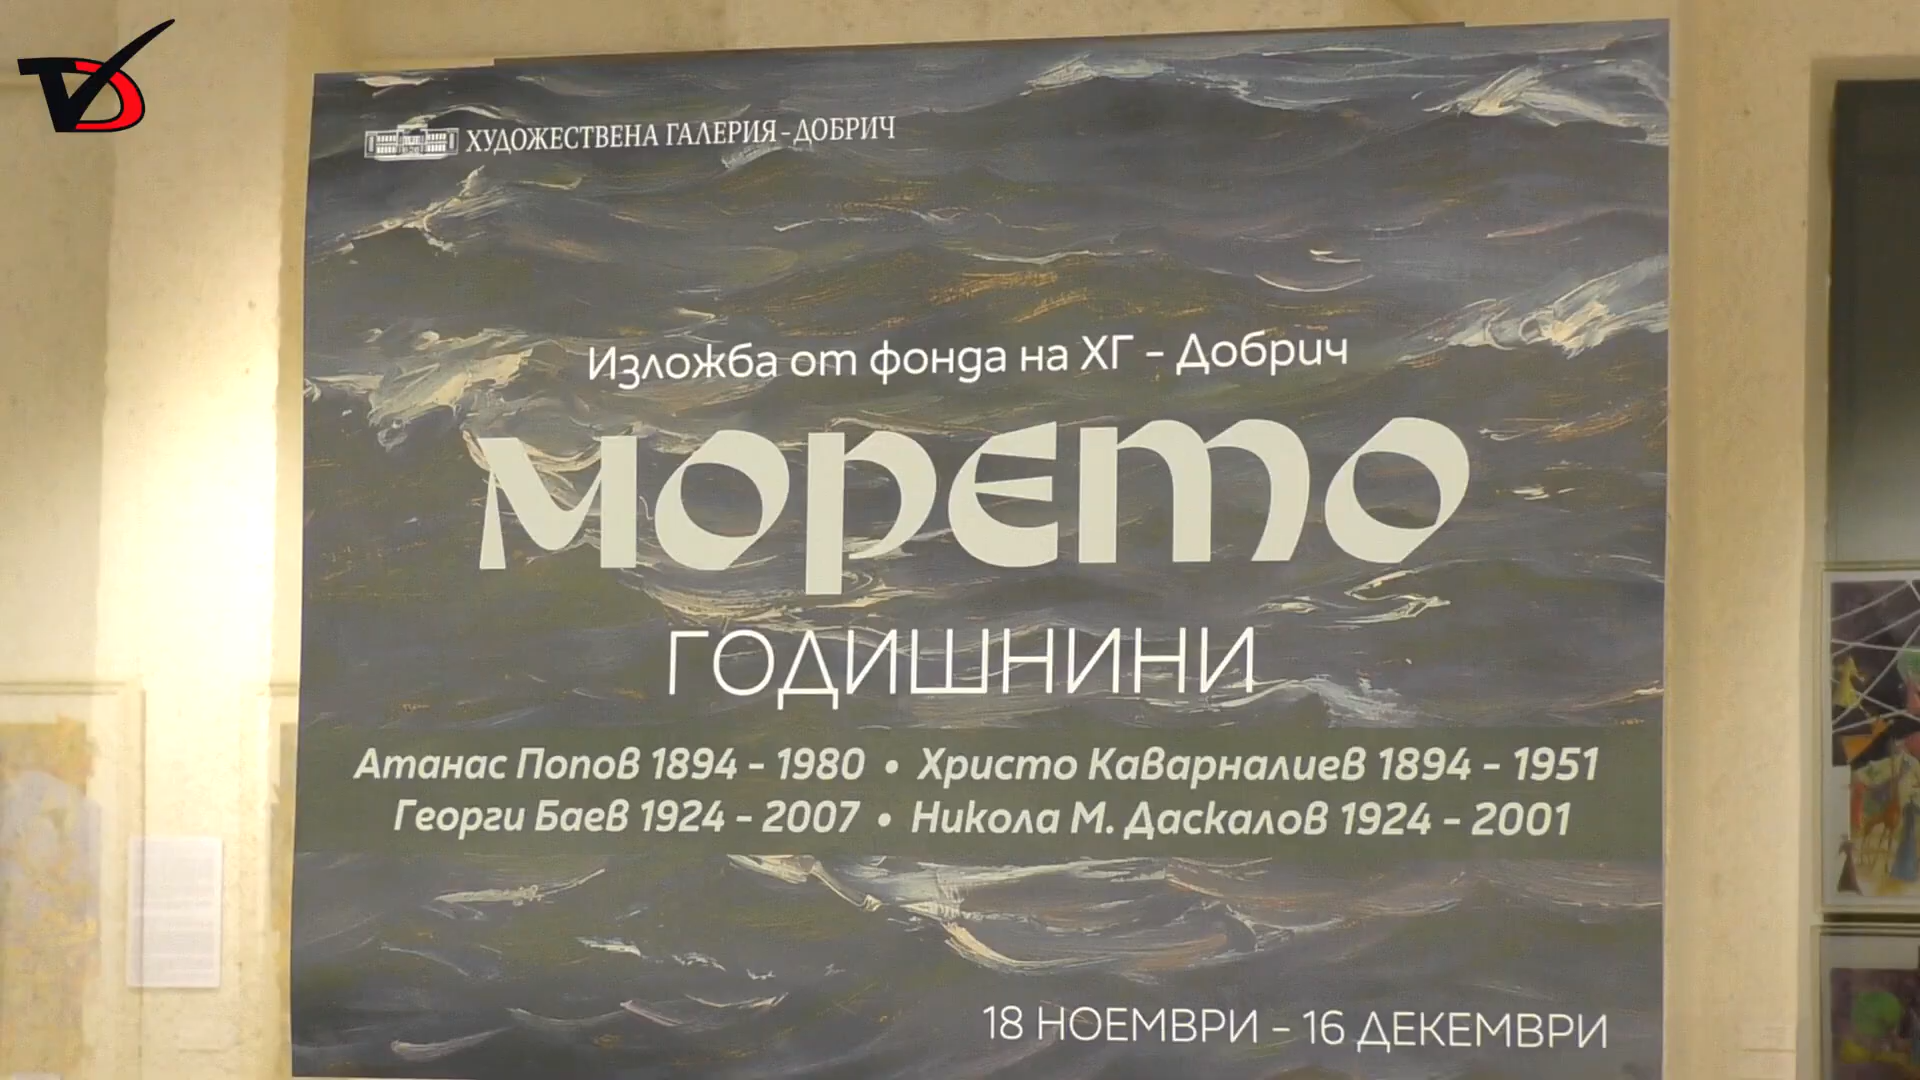 VD
ХУДОЖЕСТВЕНА ГАЛЕРИЯ - ДОБРИЧ
Изложба от фонда на ХГ - Добрич
МОРЕТО
ГОДИШНИНИ
Атанас Попов 1894 - 1980 • Христо Каварналиев 1894 - 1951
Георги Баев 1924 - 2007 • Никола М. Даскалов 1924 - 2001
18 НОЕМВРИ - 16 ДЕКЕМВРИ